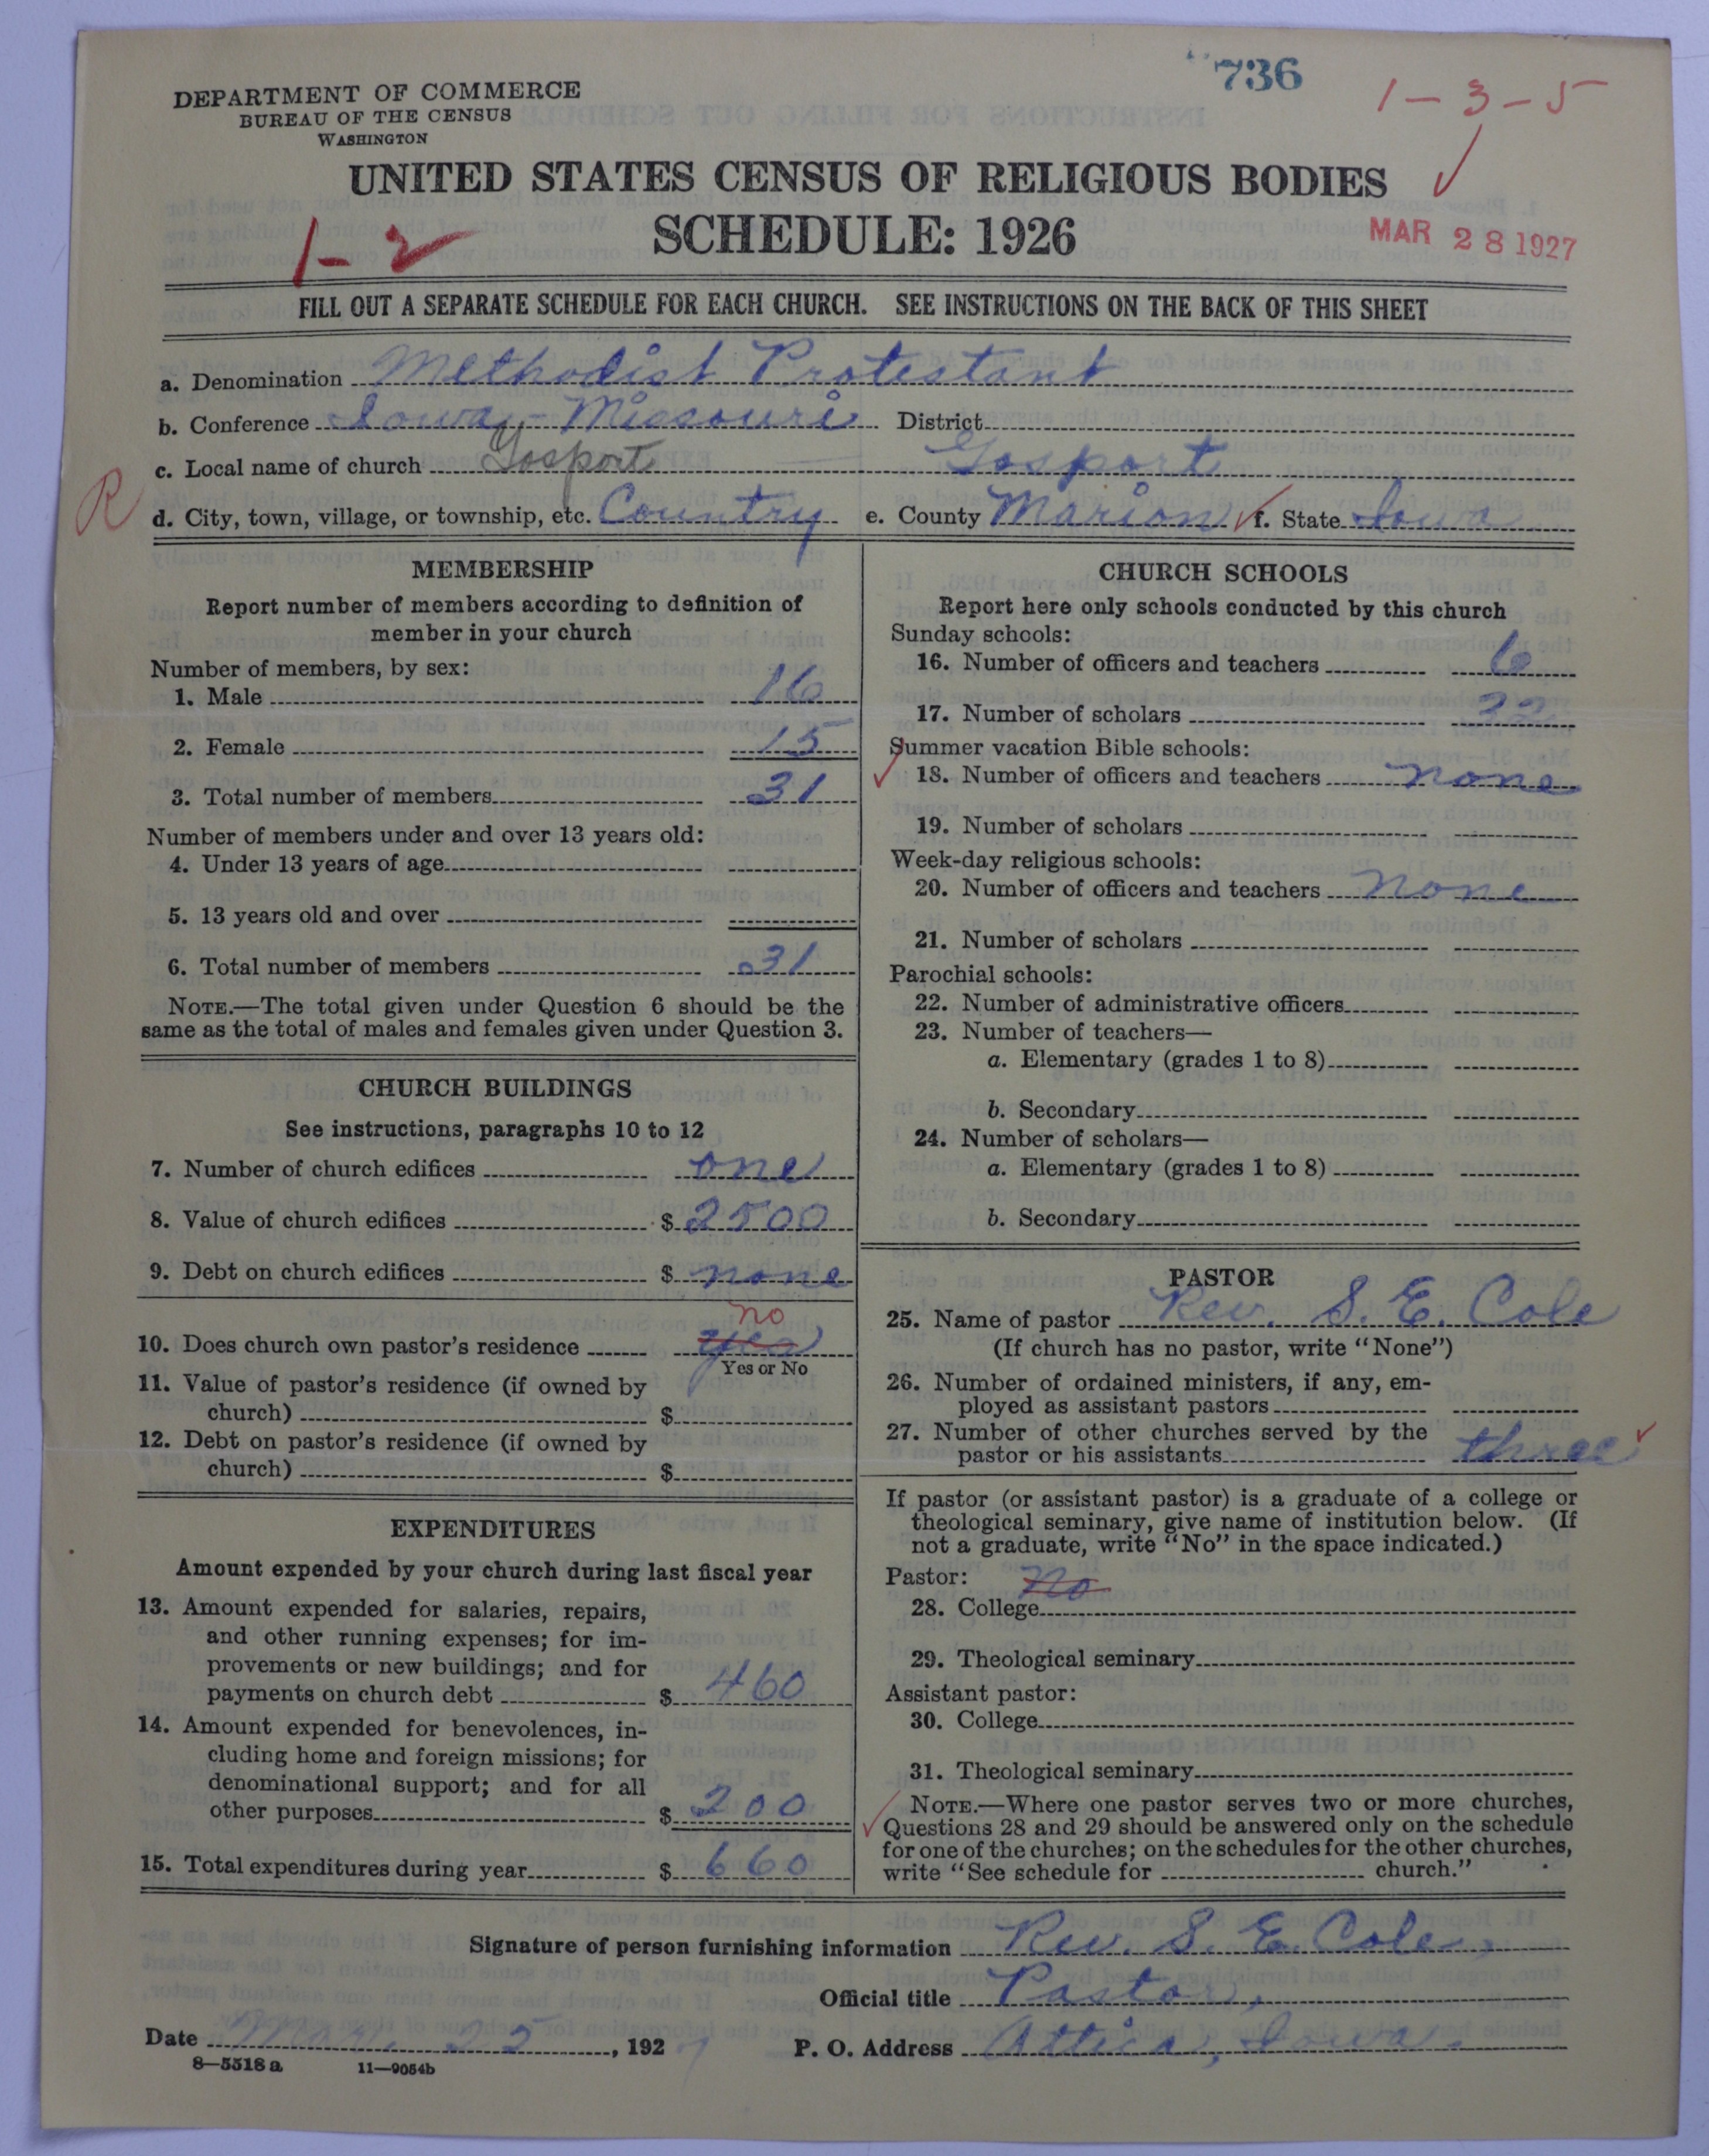 736
1-3-5
DEPARTMENT OF COMMERCE
BUREAU OF THE CENSUS
WASHINGTON
UNITED STATES CENSUS OF RELIGIOUS BODIES
SCHEDULE: 1926
1-2
MAR 28 1927
FILL OUT A SEPARATE SCHEDULE FOR EACH CHURCH. SEE INSTRUCTIONS ON THE BACK OF THIS SHEET
a. Denomination Methodist Protestant
b. Conference Iowa-Missouri District
c. Local name of church Gosport Gosport
R
d. City, town, village, or township, etc. Country e. County Marion f. State Iowa
MEMBERSHIP
Report number of members according to definition of
member in your church
Number of members, by sex:
1. Male 16
2. Female 15
3. Total number of members 31
Number of members under and over 13 years old:
4. Under 13 years of age
5. 13 years old and over
6. Total number of members 31
NOTE.—The total given under Question 6 should be the
same as the total of males and females given under Question 3.
CHURCH BUILDINGS
See instructions, paragraphs 10 to 12
7. Number of church edifices one
8. Value of church edifices $ 2500
9. Debt on church edifices $ none
no
10. Does church own pastor's residence yes
Yes or No
11. Value of pastor's residence (if owned by
church) $
12. Debt on pastor's residence (if owned by
church) $
EXPENDITURES
Amount expended by your church during last fiscal year
13. Amount expended for salaries, repairs,
and other running expenses; for im-
provements or new buildings; and for
payments on church debt $ 460
14. Amount expended for benevolences, in-
cluding home and foreign missions; for
denominational support; and for all
other purposes $ 200
15. Total expenditures during year $ 660
CHURCH SCHOOLS
Report here only schools conducted by this church
Sunday schools:
16. Number of officers and teachers 6
17. Number of scholars 32
Summer vacation Bible schools:
18. Number of officers and teachers none
19. Number of scholars
Week-day religious schools:
20. Number of officers and teachers none
21. Number of scholars
Parochial schools:
22. Number of administrative officers
23. Number of teachers—
a. Elementary (grades 1 to 8)
b. Secondary
24. Number of scholars—
a. Elementary (grades 1 to 8)
b. Secondary
PASTOR
25. Name of pastor Rev. S. E. Cole
(If church has no pastor, write "None")
26. Number of ordained ministers, if any, em-
ployed as assistant pastors
27. Number of other churches served by the
pastor or his assistants three
If pastor (or assistant pastor) is a graduate of a college or
theological seminary, give name of institution below. (If
not a graduate, write "No" in the space indicated.)
Pastor: no
28. College
29. Theological seminary
Assistant pastor:
30. College
31. Theological seminary
NOTE.—Where one pastor serves two or more churches,
Questions 28 and 29 should be answered only on the schedule
for one of the churches; on the schedules for the other churches,
write "See schedule for church."
Signature of person furnishing information Rev. S. E. Cole,
Official title Pastor,
Date Mar. 25, 1927 P. O. Address Attica, Iowa.
8—5518 a 11—9054b